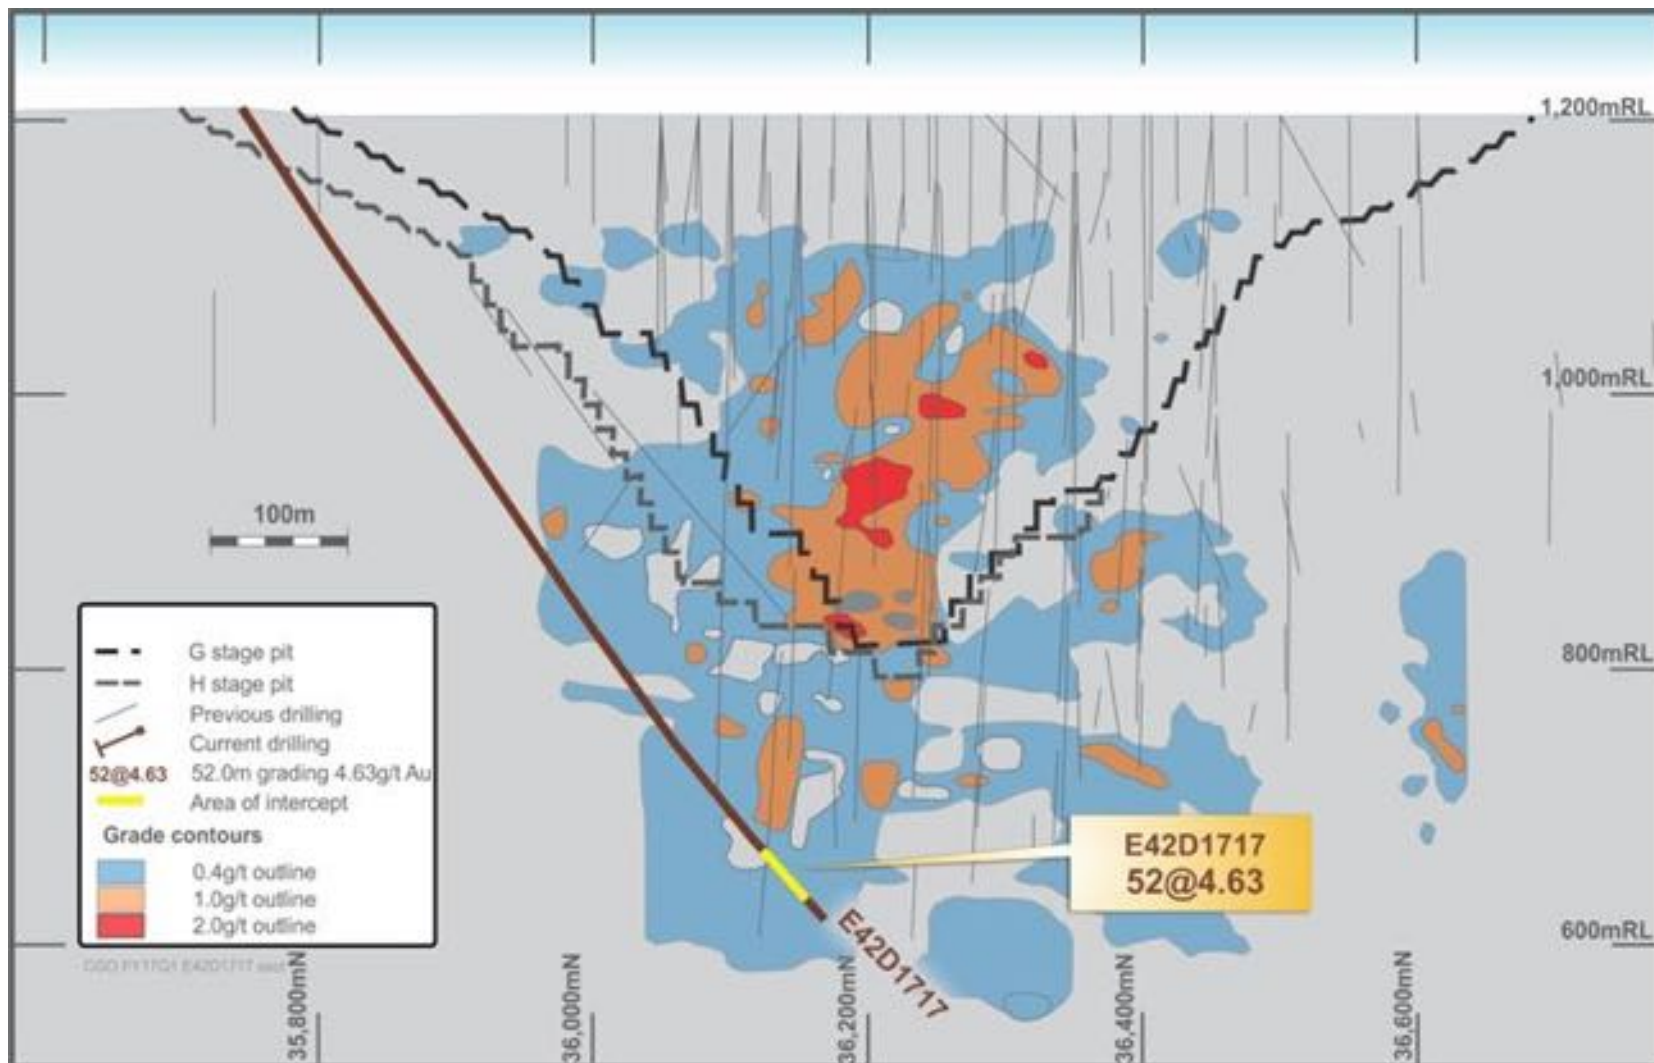 1,200mRL
1,000mRL
800mRL
600mRL
100m
G stage pit
H stage pit
Previous drilling
Current drilling
52@4.63 52.0m grading 4.63g/t Au
Area of intercept
Grade contours
0.4g/t outline
1.0g/t outline
2.0g/t outline
E42D1717
52@4.63
E42D1717
35,800mN
36,000mN
36,200mN
36,400mN
36,600mN